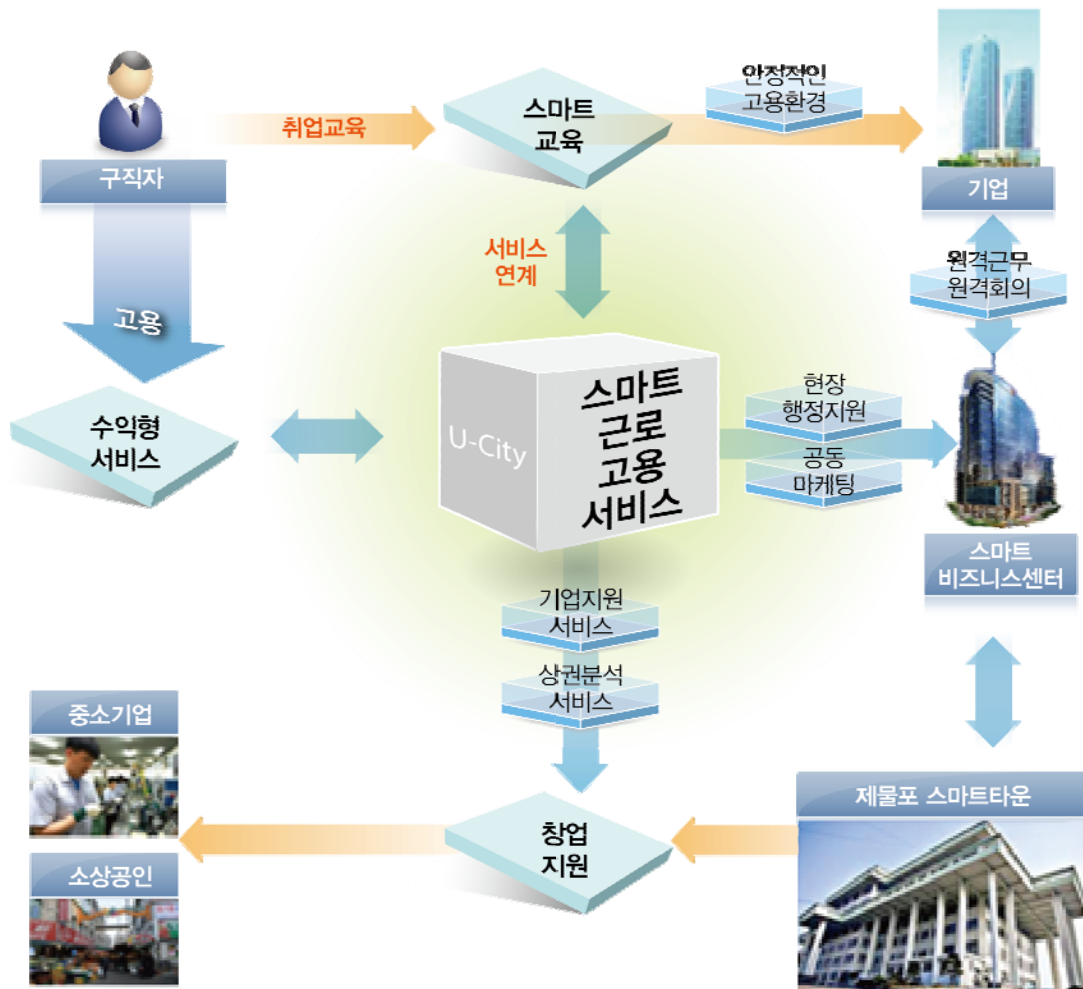 안정적인
고용환경
스마트
교육
취업교육
구직자
기업
서비스
연계
원격근무
원격회의
고용
수익형
서비스
U-City
스마트
근로
고용
서비스
현장
행정지원
공동
마케팅
스마트
비즈니스센터
기업지원
서비스
상권분석
서비스
중소기업
제물포 스마트타운
창업
지원
소상공인